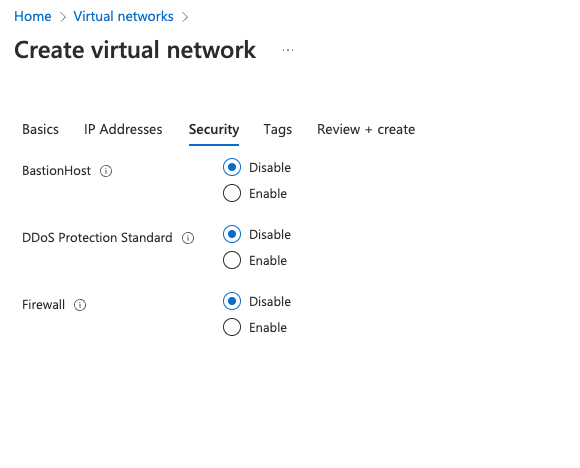 Home > Virtual networks >
Create virtual network ...
Basics IP Addresses Security Tags Review + create
BastionHost Disable
Enable
DDoS Protection Standard Disable
Enable
Firewall Disable
Enable